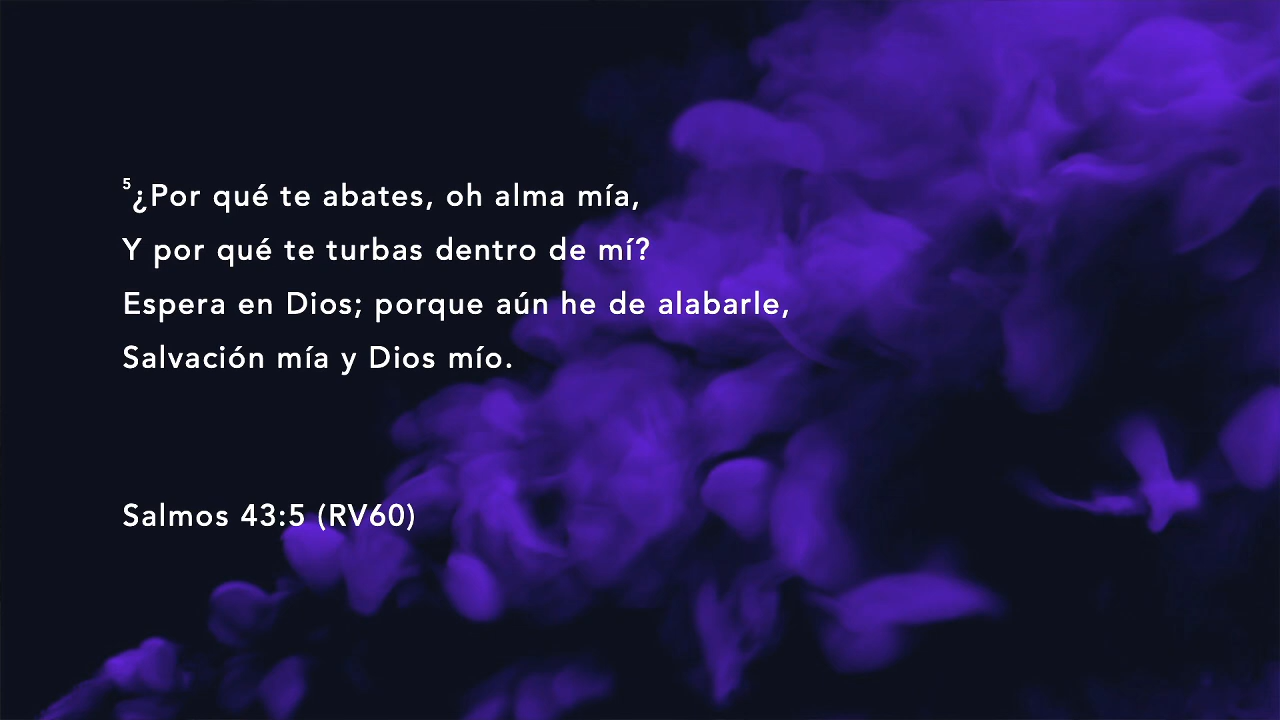 ⁵¿Por qué te abates, oh alma mía,
Y por qué te turbas dentro de mí?
Espera en Dios; porque aún he de alabarle,
Salvación mía y Dios mío.
Salmos 43:5 (RV60)